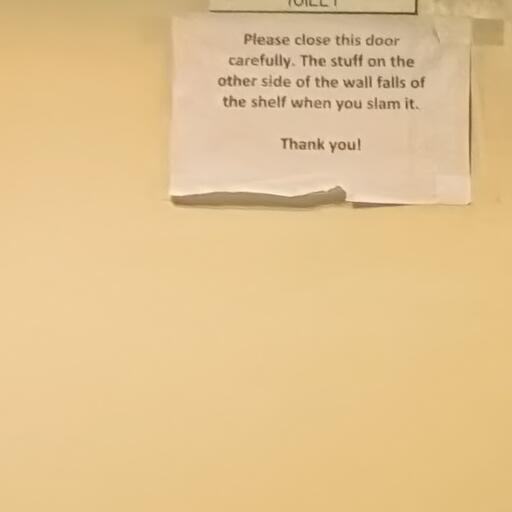 TOILET
Please close this door
carefully. The stuff on the
other side of the wall falls of
the shelf when you slam it.
Thank you!